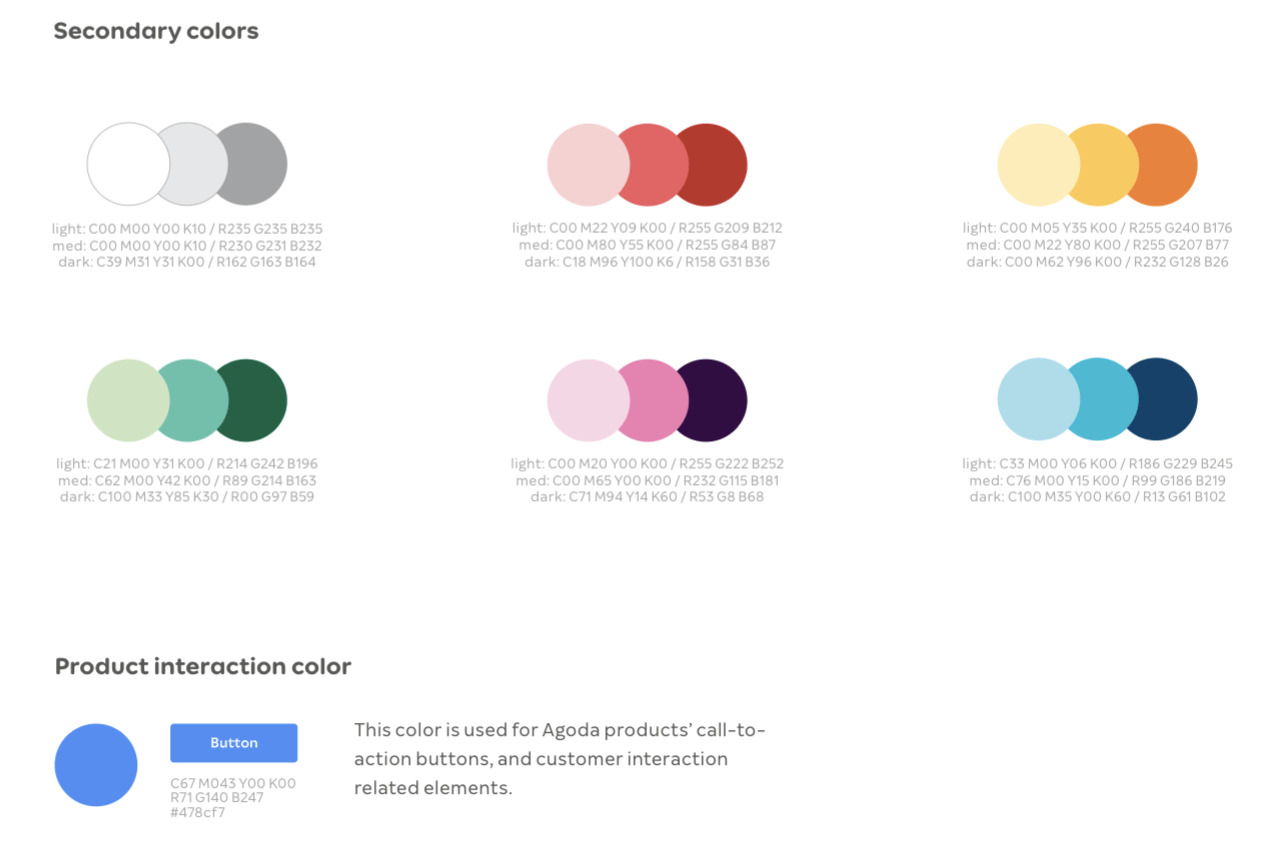 Secondary colors
light: C00 M00 Y00 K10 / R235 G235 B235
med: C00 M00 Y00 K10 / R230 G231 B232
dark: C39 M31 Y31 K00 / R162 G163 B164
light: C00 M22 Y09 K00 / R255 G209 B212
med: C00 M80 Y55 K00 / R255 G84 B87
dark: C18 M96 Y100 K6 / R158 G31 B36
light: C00 M05 Y35 K00 / R255 G240 B176
med: C00 M22 Y80 K00 / R255 G207 B77
dark: C00 M62 Y96 K00 / R232 G128 B26
light: C21 M00 Y31 K00 / R214 G242 B196
med: C62 M00 Y42 K00 / R89 G214 B163
dark: C100 M33 Y85 K30 / R00 G97 B59
light: C00 M20 Y00 K00 / R255 G222 B252
med: C00 M65 Y00 K00 / R232 G115 B181
dark: C71 M94 Y14 K60 / R53 G8 B68
light: C33 M00 Y06 K00 / R186 G229 B245
med: C76 M00 Y15 K00 / R99 G186 B219
dark: C100 M35 Y00 K60 / R13 G61 B102
Product interaction color
Button
C67 M043 Y00 K00
R71 G140 B247
#478cf7
This color is used for Agoda products’ call-to-
action buttons, and customer interaction
related elements.